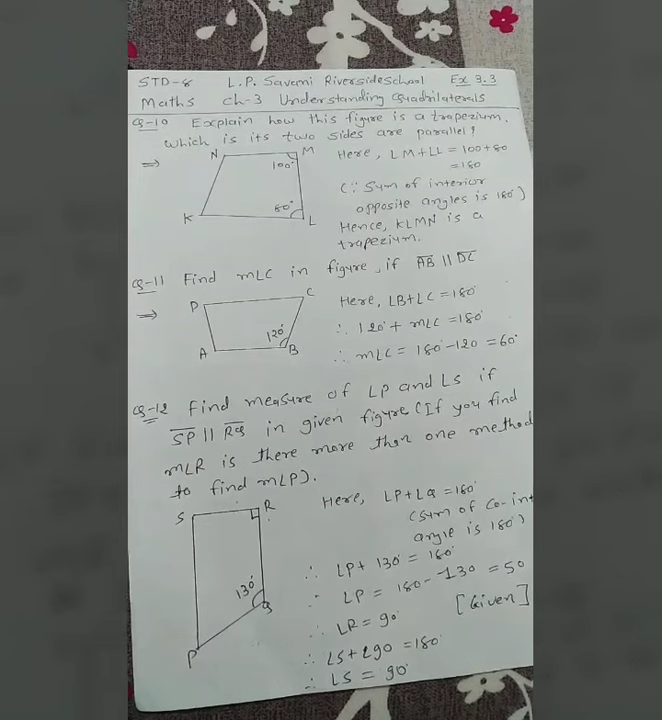 STD-8 L.P. Savani Riverside School Ex 3.3
Maths Ch-3 Understanding Quadrilaterals
Q-10 Explain how this figure is a trapezium.
which is its two sides are parallel?
⇒ N M Here, ∠M+∠L = 100+80
100° =180
(∵ Sum of interior
K 80° L opposite angles is 180°)
Hence, KLMN is a
trapezium.
Q-11 Find m∠C in figure, if AB || DC
⇒ D C Here, ∠B+∠C=180°
120° ∴ 120°+ m∠C =180°
A B ∴ m∠C = 180°-120 = 60°
Q-12 Find measure of ∠P and ∠S if
SP || RQ in given figure (If you find
m∠R is there more than one method
to find m∠P).
S R Here, ∠P+∠Q =180°
(Sum of Co-int
angle is 180°)
130° ∴ ∠P+ 130° = 180°
Q ∴ ∠P = 180-130 = 50
P ∴ ∠R = 90° [Given]
∴ ∠S+∠90 =180°
∴ ∠S = 90°